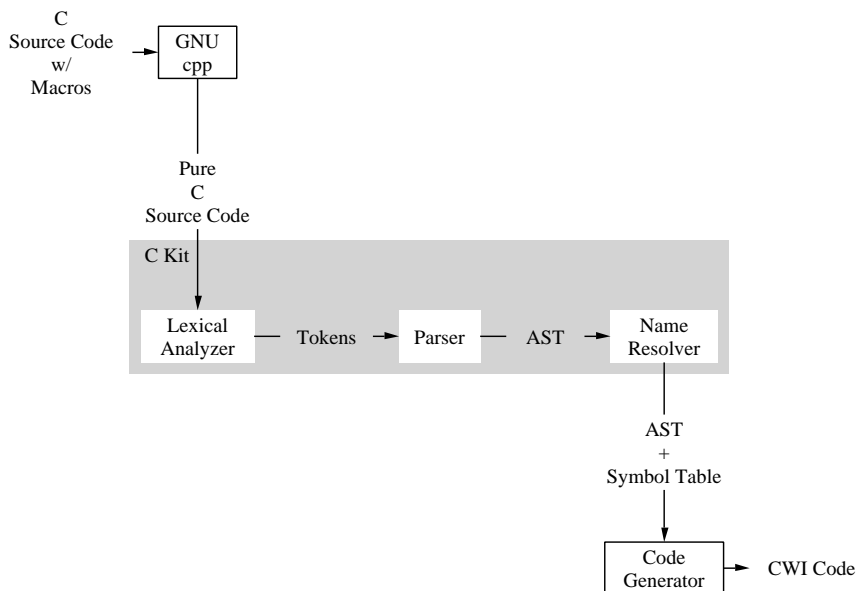 C
Source Code
w/
Macros
GNU
cpp
Pure
C
Source Code
C Kit
Lexical
Analyzer
Tokens
Parser
AST
Name
Resolver
AST
+
Symbol Table
Code
Generator
CWI Code